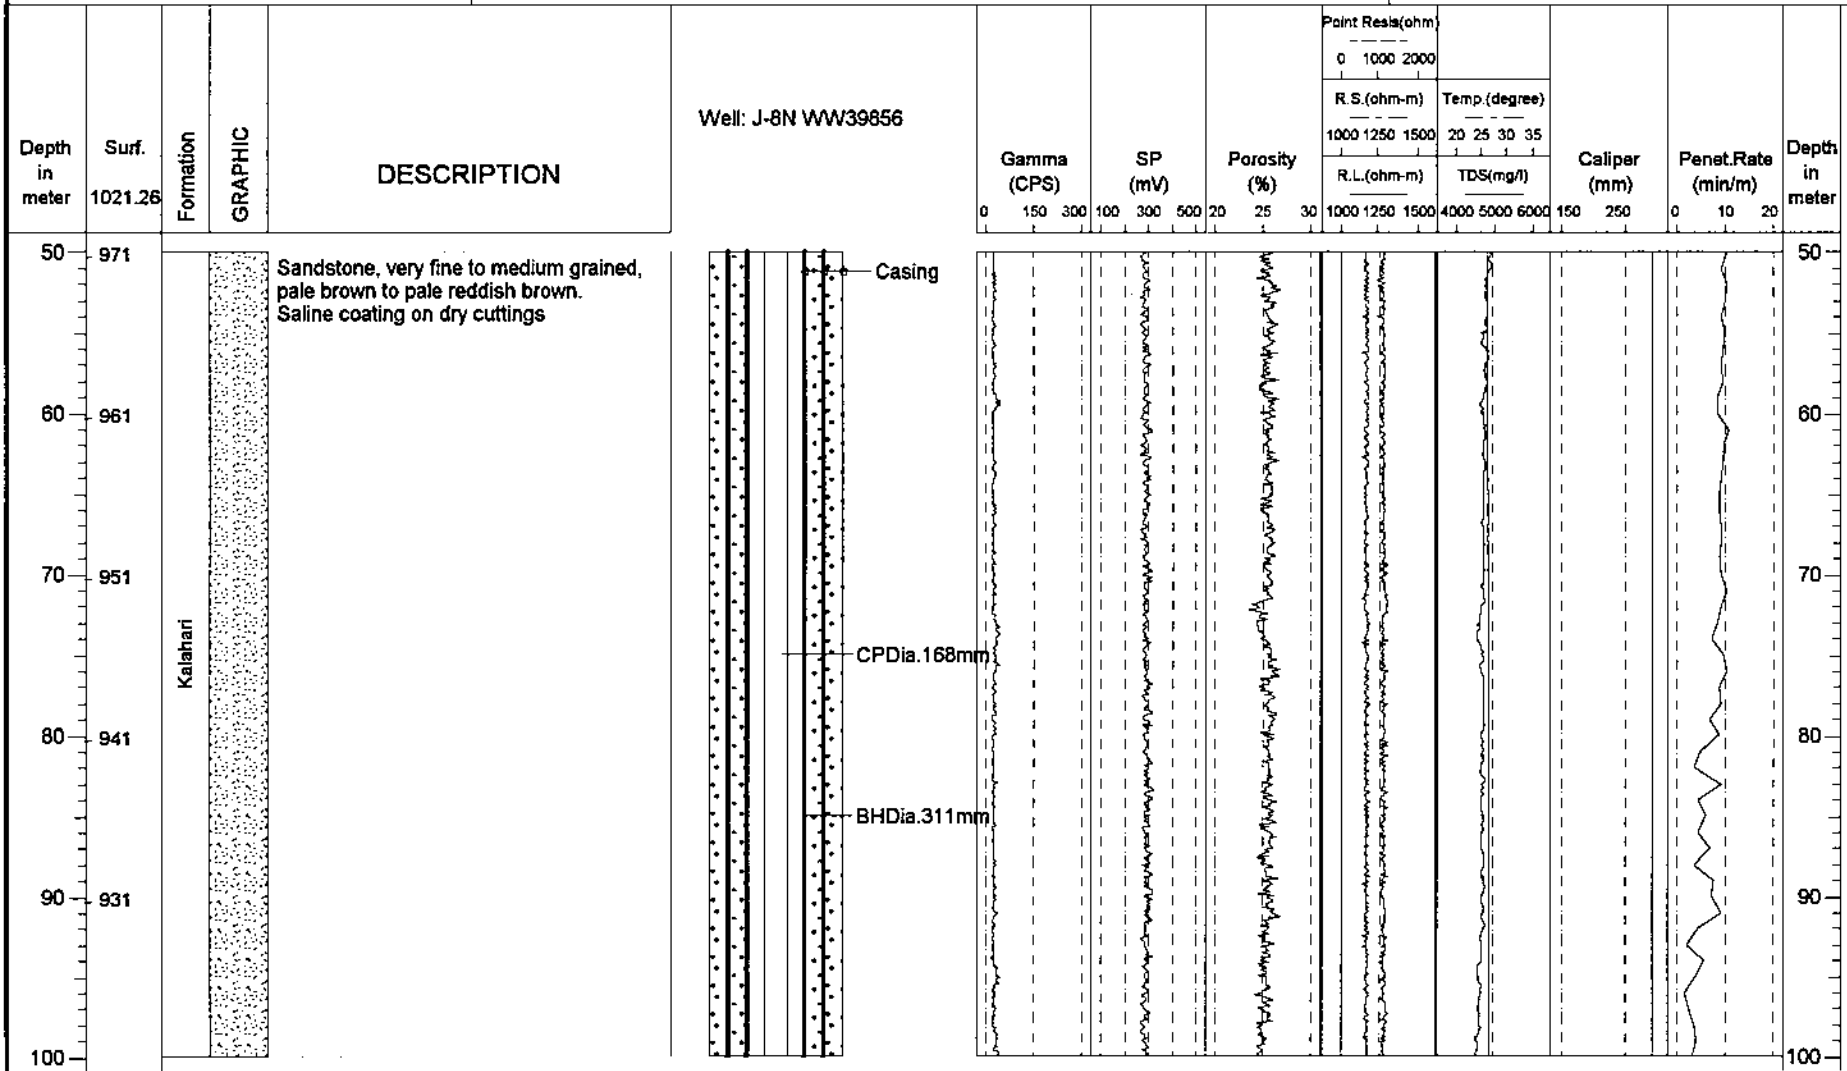 Depth
in
meter
Surf.
1021.26
Formation
GRAPHIC
DESCRIPTION
Well: J-8N WW39856
Gamma
(CPS)
0 150 300
SP
(mV)
100 300 500
Porosity
(%)
20 25 30
Point Resis(ohm)
0 1000 2000
R.S.(ohm-m)
1000 1250 1500
R.L.(ohm-m)
1000 1250 1500
Temp.(degree)
20 25 30 35
TDS(mg/l)
4000 5000 6000
Caliper
(mm)
150 250
Penet.Rate
(min/m)
0 10 20
Depth
in
meter
50 971
Sandstone, very fine to medium grained,
pale brown to pale reddish brown.
Saline coating on dry cuttings
Casing
50
60 961
60
70 951
70
Kalahari
CPDia.168mm
80 941
80
BHDia.311mm
90 931
90
100
100